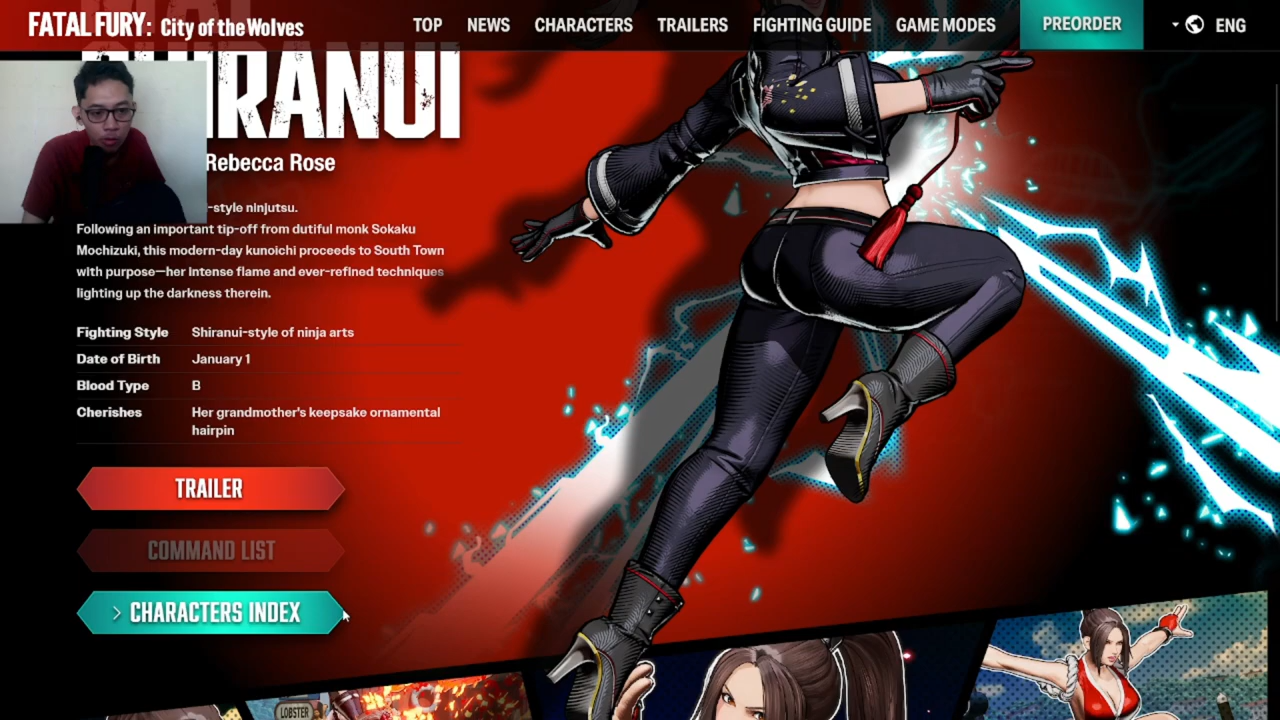 FATAL FURY: City of the Wolves
TOP
NEWS
CHARACTERS
TRAILERS
FIGHTING GUIDE
GAME MODES
PREORDER
ENG
Rebecca Rose
-style ninjutsu.
Following an important tip-off from dutiful monk Sokaku
Mochizuki, this modern-day kunoichi proceeds to South Town
with purpose—her intense flame and ever-refined techniques
lighting up the darkness therein.
Fighting Style Shiranui-style of ninja arts
Date of Birth January 1
Blood Type B
Cherishes Her grandmother's keepsake ornamental
hairpin
TRAILER
COMMAND LIST
> CHARACTERS INDEX
LOBSTER